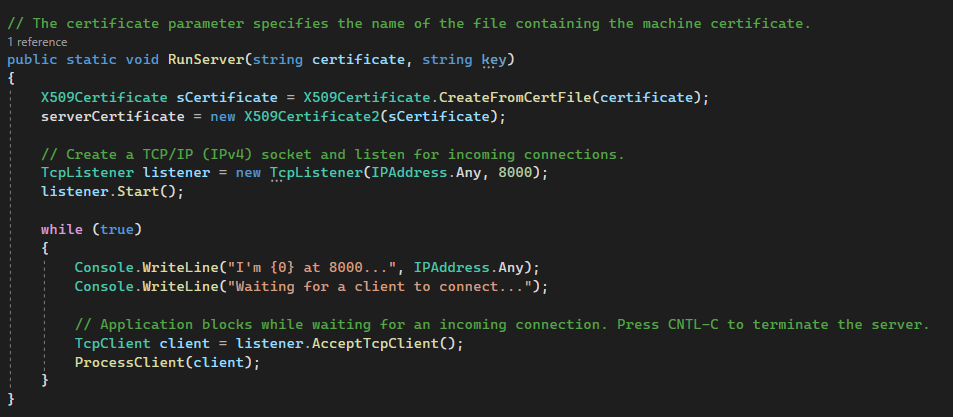 // The certificate parameter specifies the name of the file containing the machine certificate.
1 reference
public static void RunServer(string certificate, string key)
{
X509Certificate sCertificate = X509Certificate.CreateFromCertFile(certificate);
serverCertificate = new X509Certificate2(sCertificate);
// Create a TCP/IP (IPv4) socket and listen for incoming connections.
TcpListener listener = new TcpListener(IPAddress.Any, 8000);
listener.Start();
while (true)
{
Console.WriteLine("I'm {0} at 8000...", IPAddress.Any);
Console.WriteLine("Waiting for a client to connect...");
// Application blocks while waiting for an incoming connection. Press CNTL-C to terminate the server.
TcpClient client = listener.AcceptTcpClient();
ProcessClient(client);
}
}